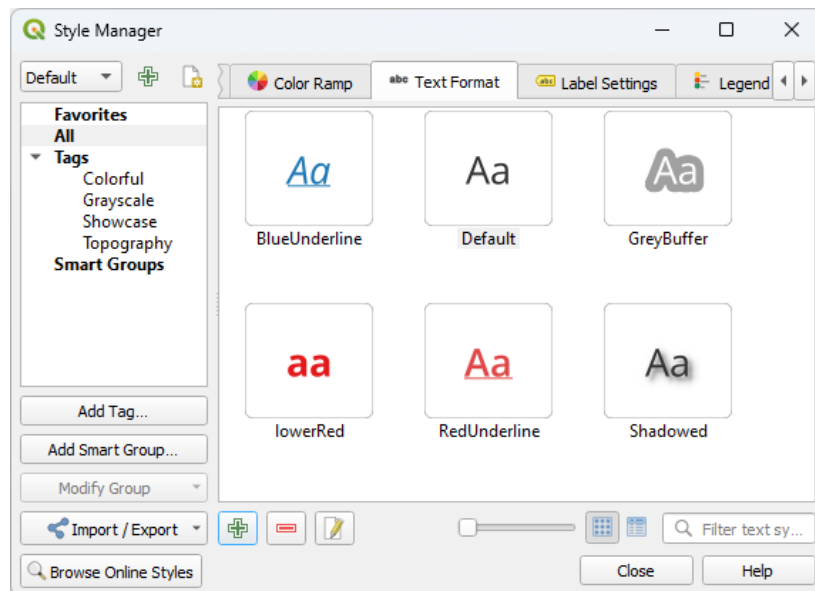 Style Manager
Default
Color Ramp
abc Text Format
abc Label Settings
Legend
Favorites
All
Tags
Colorful
Grayscale
Showcase
Topography
Smart Groups
Aa Aa Aa
BlueUnderline Default GreyBuffer
aa Aa Aa
lowerRed RedUnderline Shadowed
Add Tag...
Add Smart Group...
Modify Group
Import / Export
Filter text sy...
Browse Online Styles
Close
Help